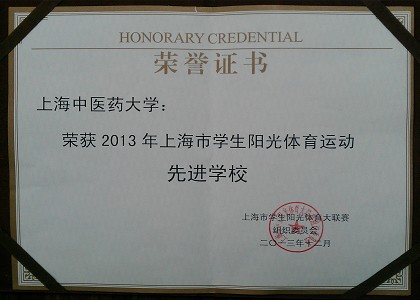 HONORARY CREDENTIAL
荣誉证书
上海中医药大学：
荣获 2013 年上海市学生阳光体育运动
先进学校
上海市学生阳光体育大联赛
组织委员会
二〇一三年十二月